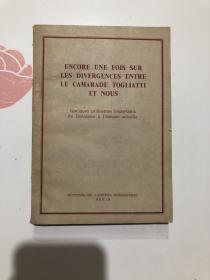 ENCORE UNE FOIS SUR
LES DIVERGENCES ENTRE
LE CAMARADE TOGLIATTI
ET NOUS
Quelques problèmes importants
du léninisme à l'époque actuelle
EDITIONS EN LANGUES ETRANGERES
PEKIN